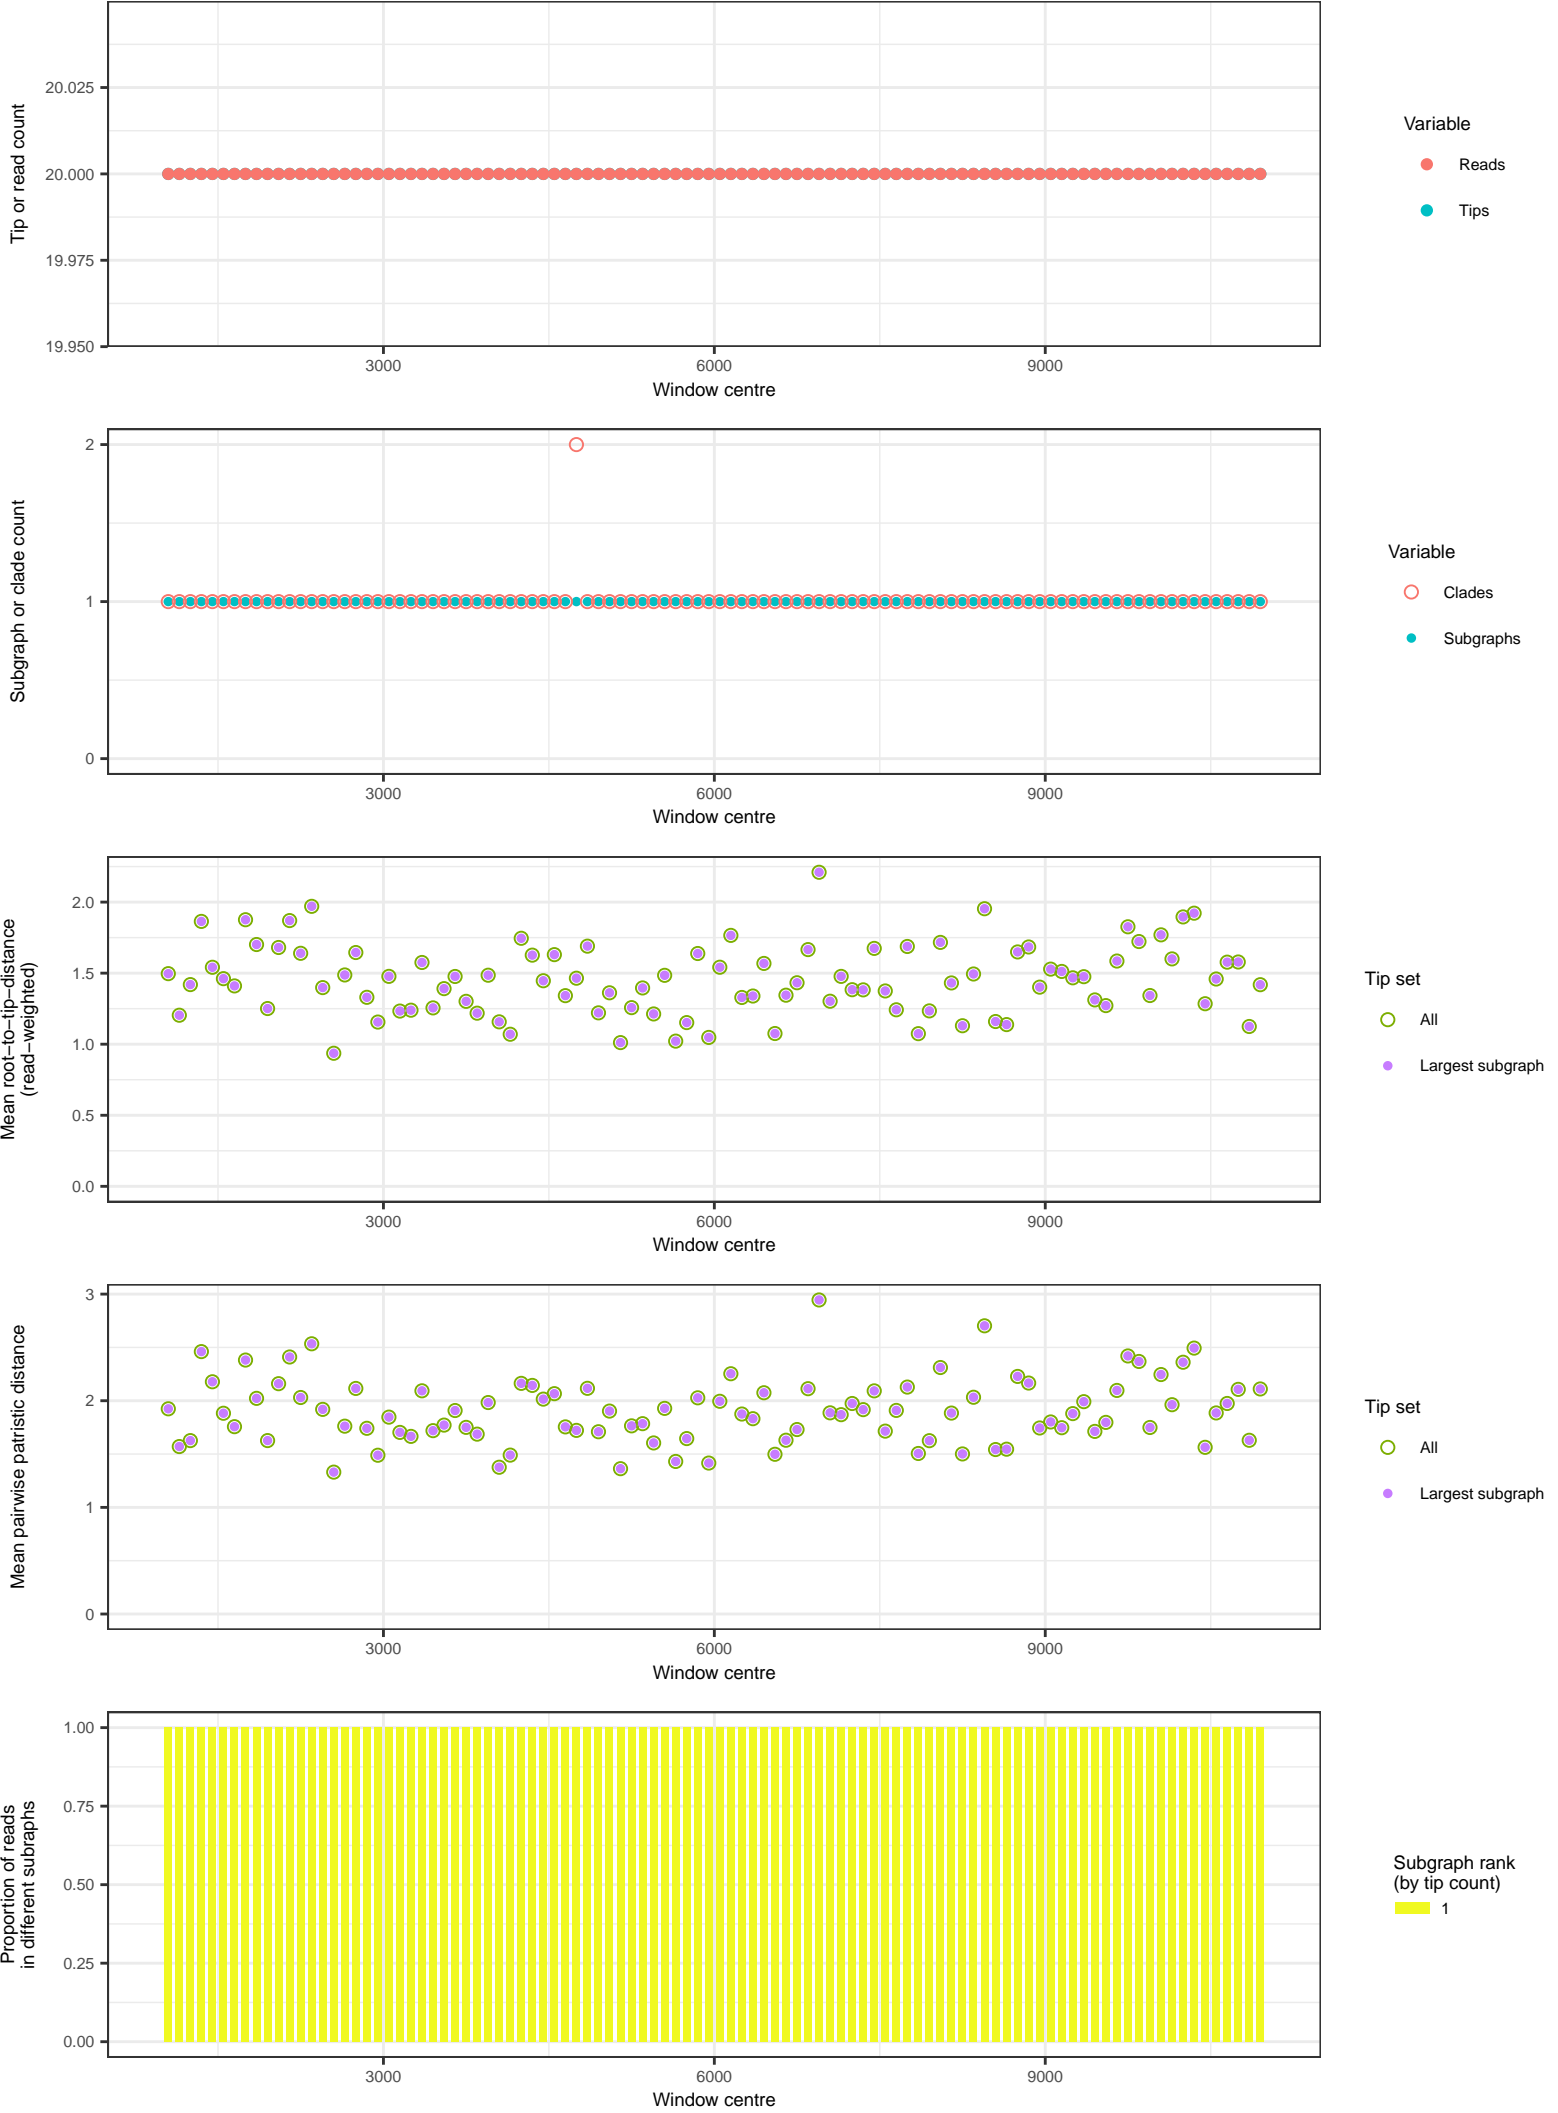 Tip or read count
20.025
20.000
19.975
19.950
3000
6000
9000
Window centre
Variable
Reads
Tips
Subgraph or clade count
2
1
0
3000
6000
9000
Window centre
Variable
Clades
Subgraphs
Mean root−to−tip−distance
(read−weighted)
2.0
1.5
1.0
0.5
0.0
3000
6000
9000
Window centre
Tip set
All
Largest subgraph
Mean pairwise patristic distance
3
2
1
0
3000
6000
9000
Window centre
Tip set
All
Largest subgraph
Proportion of reads
in different subraphs
1.00
0.75
0.50
0.25
0.00
3000
6000
9000
Window centre
Subgraph rank
(by tip count)
1